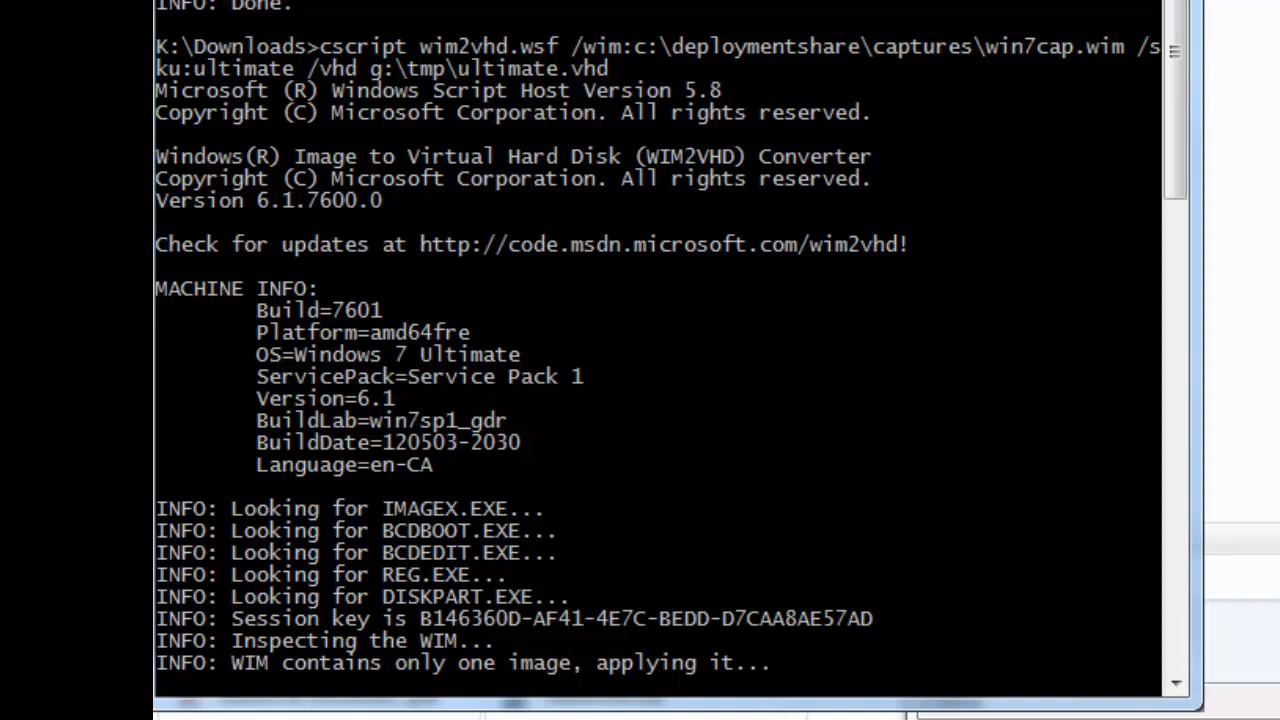 INFO: Done.
K:\Downloads>cscript wim2vhd.wsf /wim:c:\deploymentshare\captures\win7cap.wim /s
ku:ultimate /vhd g:\tmp\ultimate.vhd
Microsoft (R) Windows Script Host Version 5.8
Copyright (C) Microsoft Corporation. All rights reserved.
Windows(R) Image to Virtual Hard Disk (WIM2VHD) Converter
Copyright (C) Microsoft Corporation. All rights reserved.
Version 6.1.7600.0
Check for updates at http://code.msdn.microsoft.com/wim2vhd!
MACHINE INFO:
Build=7601
Platform=amd64fre
OS=Windows 7 Ultimate
ServicePack=Service Pack 1
Version=6.1
BuildLab=win7sp1_gdr
BuildDate=120503-2030
Language=en-CA
INFO: Looking for IMAGEX.EXE...
INFO: Looking for BCDBOOT.EXE...
INFO: Looking for BCDEDIT.EXE...
INFO: Looking for REG.EXE...
INFO: Looking for DISKPART.EXE...
INFO: Session key is B146360D-AF41-4E7C-BEDD-D7CAA8AE57AD
INFO: Inspecting the WIM...
INFO: WIM contains only one image, applying it...